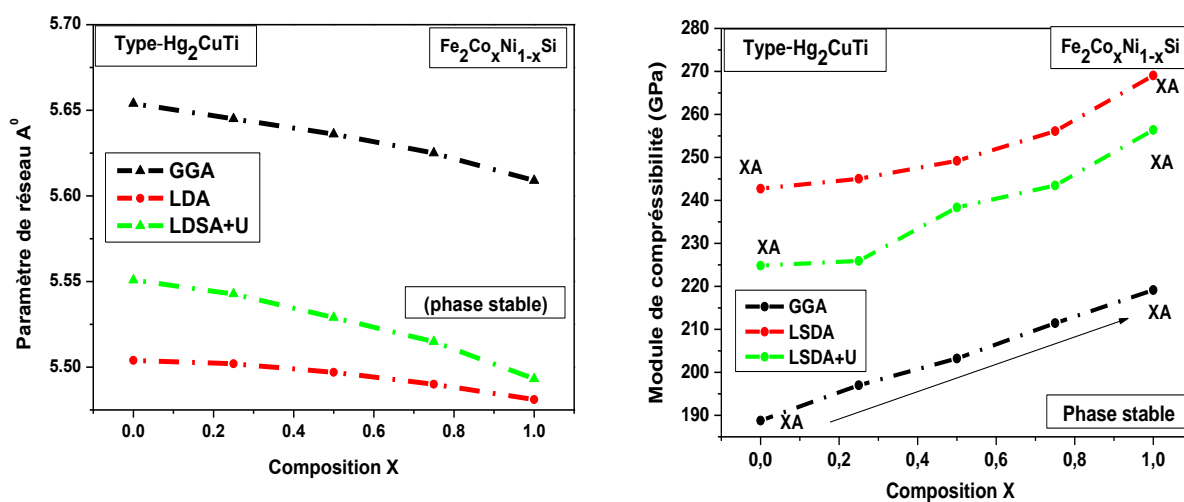 5.70
5.65
5.60
5.55
5.50
Paramètre de réseau A⁰
Type-Hg₂CuTi
Fe₂CoₓNi₁₋ₓSi
GGA
LDA
LDSA+U
(phase stable)
0.0 0.2 0.4 0.6 0.8 1.0
Composition X
280
270
260
250
240
230
220
210
200
190
Module de compréssibilité (GPa)
Type-Hg₂CuTi
Fe₂CoₓNi₁₋ₓSi
XA
XA
XA
XA
XA
XA
GGA
LSDA
LSDA+U
Phase stable
0,0 0,2 0,4 0,6 0,8 1,0
Composition X